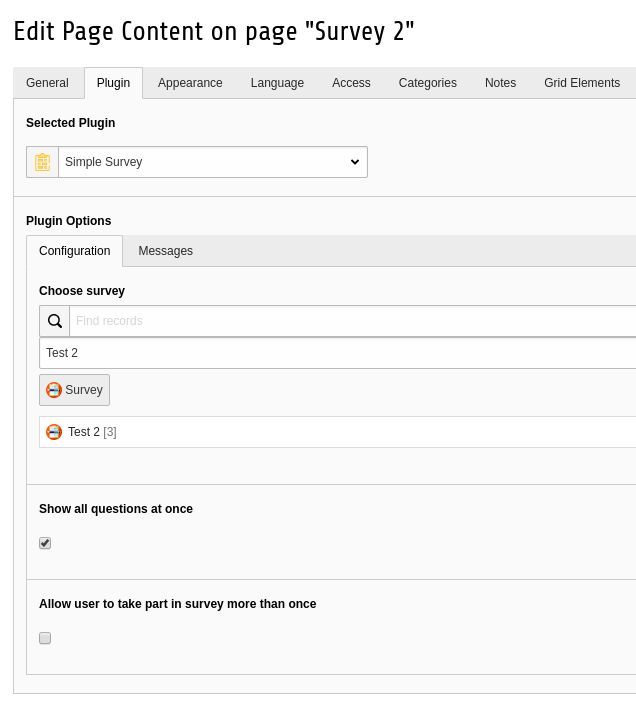 Edit Page Content on page "Survey 2"
General Plugin Appearance Language Access Categories Notes Grid Elements
Selected Plugin
Simple Survey
Plugin Options
Configuration Messages
Choose survey
Find records
Test 2
Survey
Test 2 [3]
Show all questions at once
Allow user to take part in survey more than once